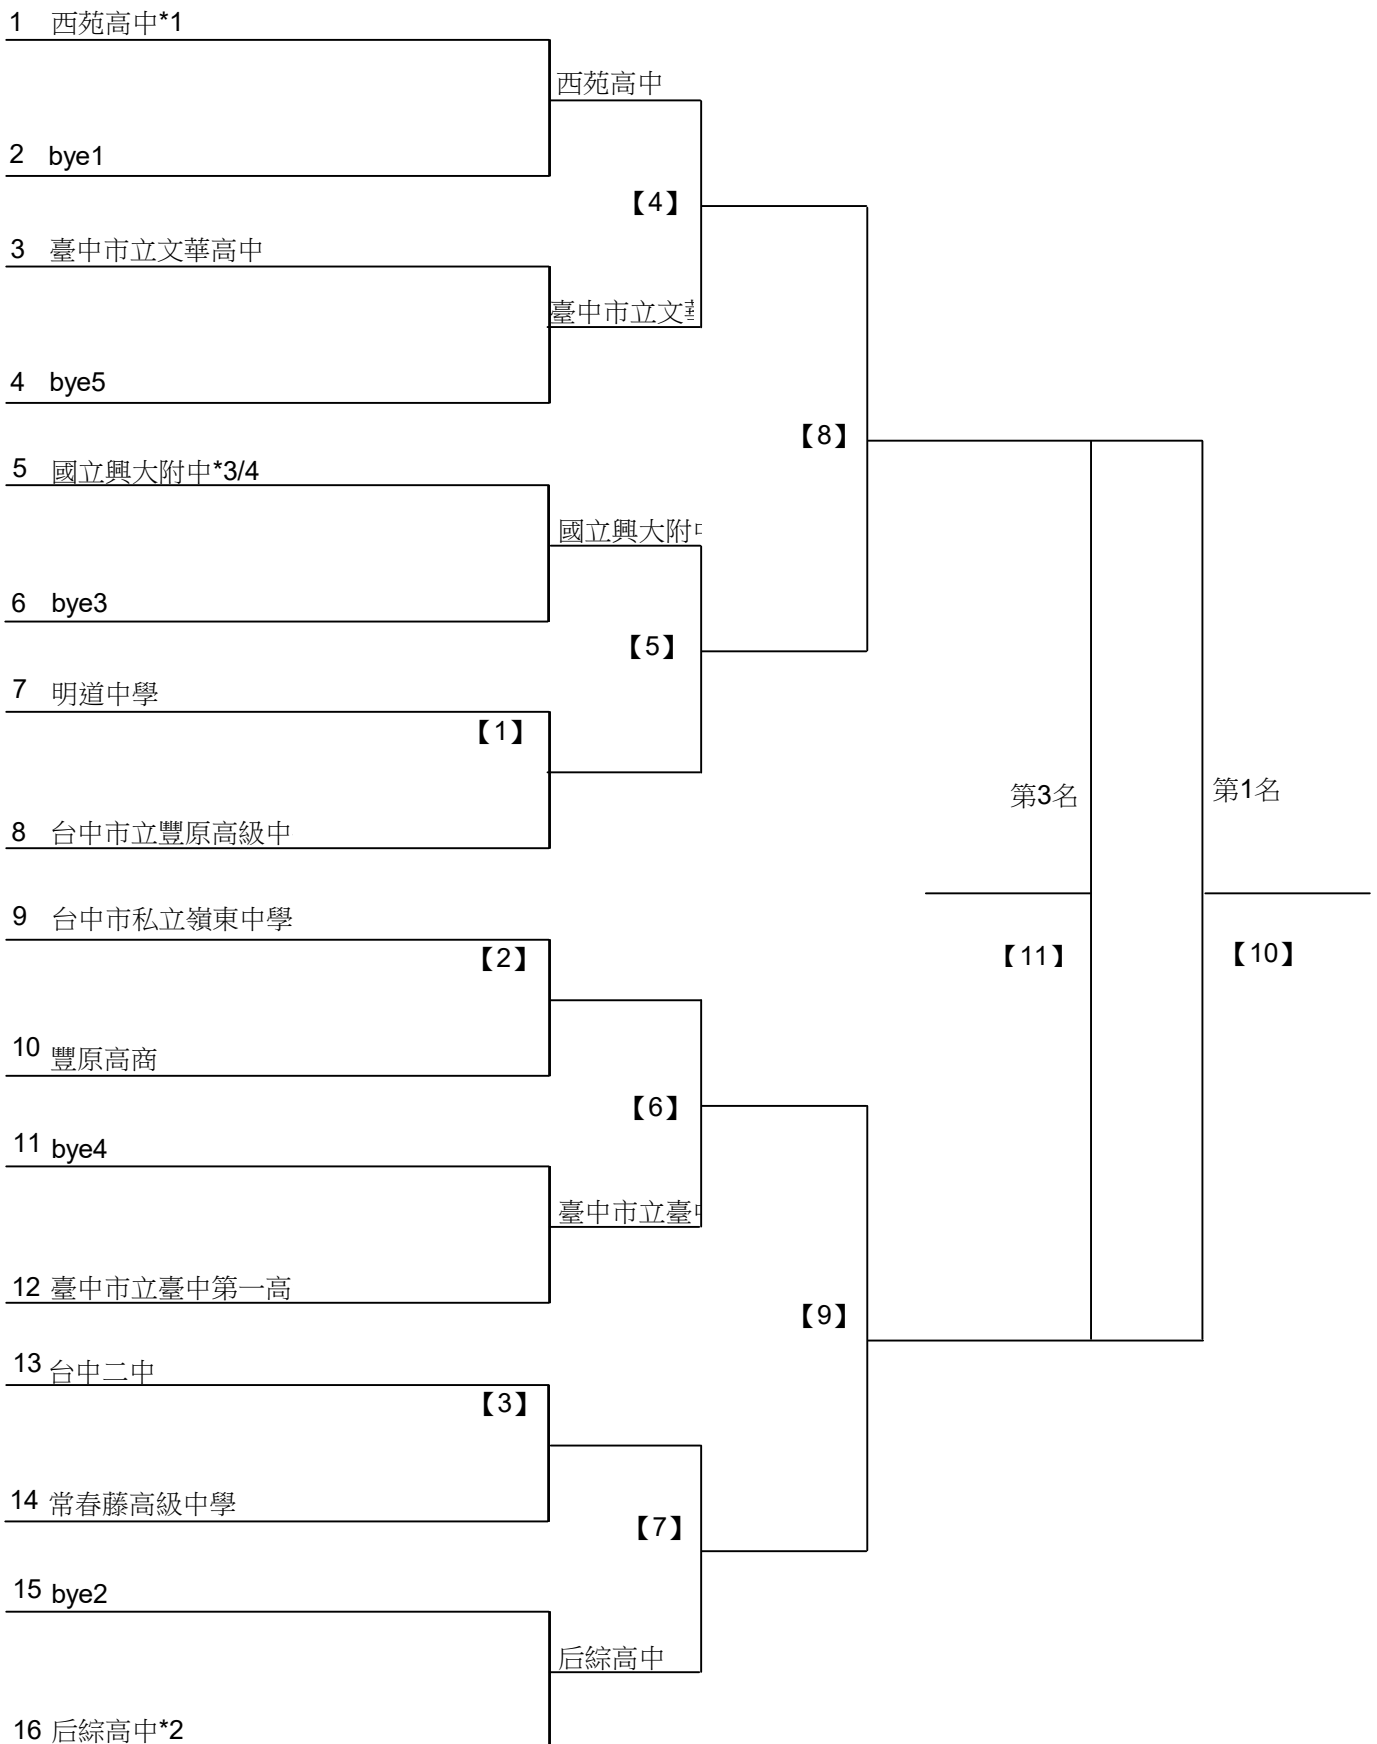 1 西苑高中*1
西苑高中
2 bye1
【4】
3 臺中市立文華高中
臺中市立文
4 bye5
【8】
5 國立興大附中*3/4
國立興大附中
6 bye3
【5】
7 明道中學
【1】
第3名
第1名
8 台中市立豐原高級中
9 台中市私立嶺東中學
【2】
【11】
【10】
10 豐原高商
【6】
11 bye4
臺中市立臺中
12 臺中市立臺中第一高
【9】
13 台中二中
【3】
14 常春藤高級中學
【7】
15 bye2
后綜高中
16 后綜高中*2